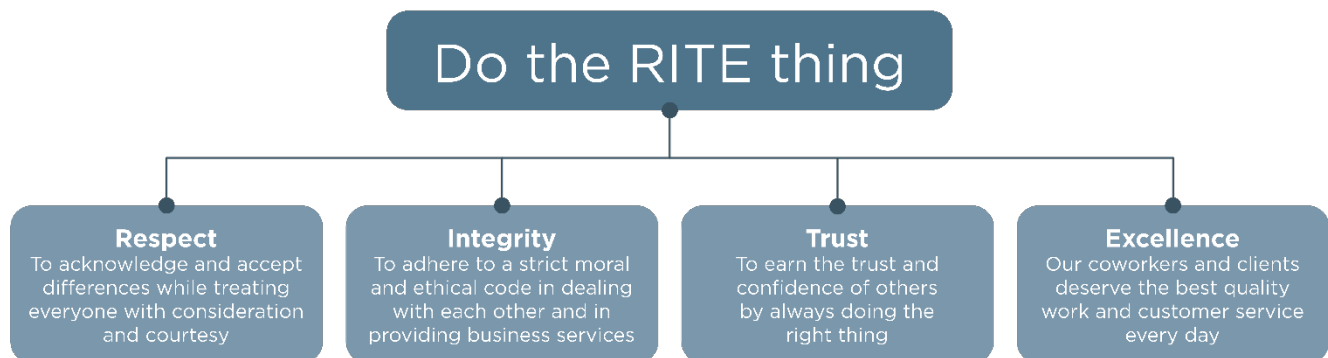 Do the RITE thing
Respect
To acknowledge and accept
differences while treating
everyone with consideration
and courtesy
Integrity
To adhere to a strict moral
and ethical code in dealing
with each other and in
providing business services
Trust
To earn the trust and
confidence of others
by always doing the
right thing
Excellence
Our coworkers and clients
deserve the best quality
work and customer service
every day